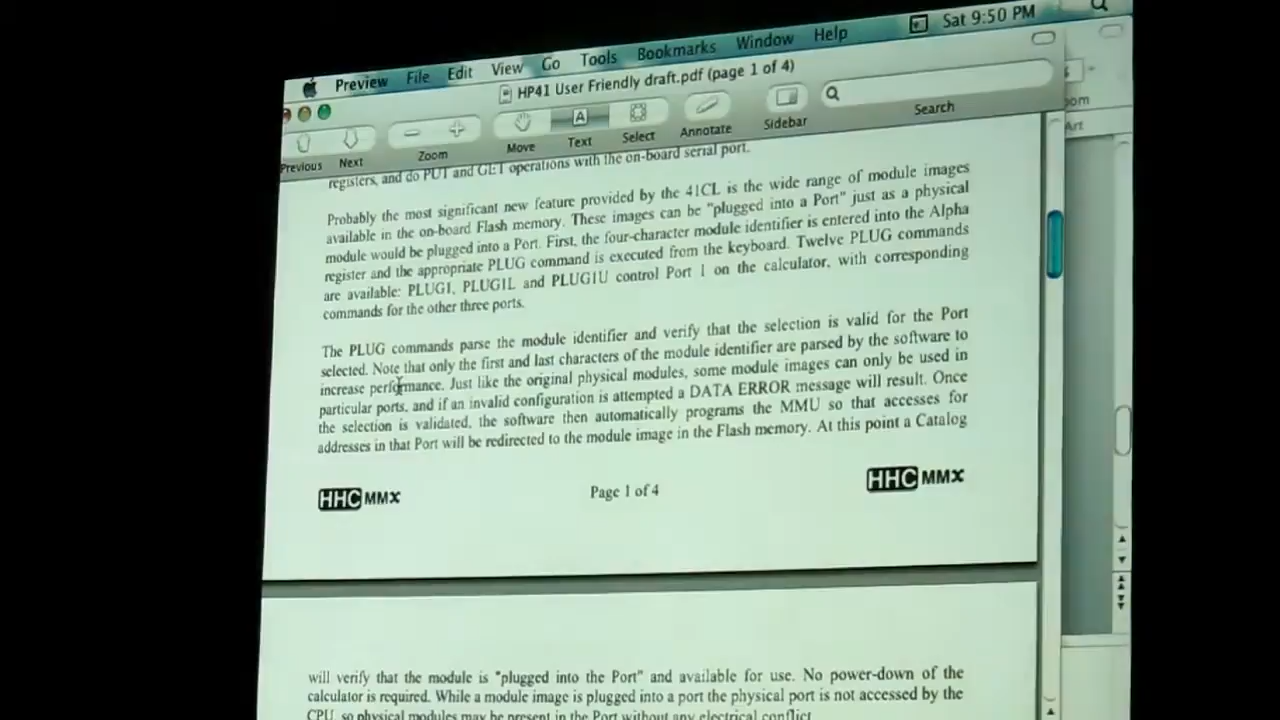 Preview File Edit View Go Tools Bookmarks Window Help Sat 9:50 PM
HP41 User Friendly draft.pdf (page 1 of 4)
Previous Next Zoom Move Text Select Annotate Sidebar Search
registers, and do PUT and GET operations with the on-board serial port.
Probably the most significant new feature provided by the 41CL is the wide range of module images
available in the on-board Flash memory. These images can be "plugged into a Port" just as a physical
module would be plugged into a Port. First, the four-character module identifier is entered into the Alpha
register and the appropriate PLUG command is executed from the keyboard. Twelve PLUG commands
are available: PLUG1, PLUG1L and PLUG1U control Port 1 on the calculator, with corresponding
commands for the other three ports.
The PLUG commands parse the module identifier and verify that the selection is valid for the Port
selected. Note that only the first and last characters of the module identifier are parsed by the software to
increase performance. Just like the original physical modules, some module images can only be used in
particular ports, and if an invalid configuration is attempted a DATA ERROR message will result. Once
the selection is validated, the software then automatically programs the MMU so that accesses for
addresses in that Port will be redirected to the module image in the Flash memory. At this point a Catalog
HHC MMX Page 1 of 4 HHC MMX
will verify that the module is "plugged into the Port" and available for use. No power-down of the
calculator is required. While a module image is plugged into a port the physical port is not accessed by the
CPU, so physical modules may be present in the Port without any electrical conflict